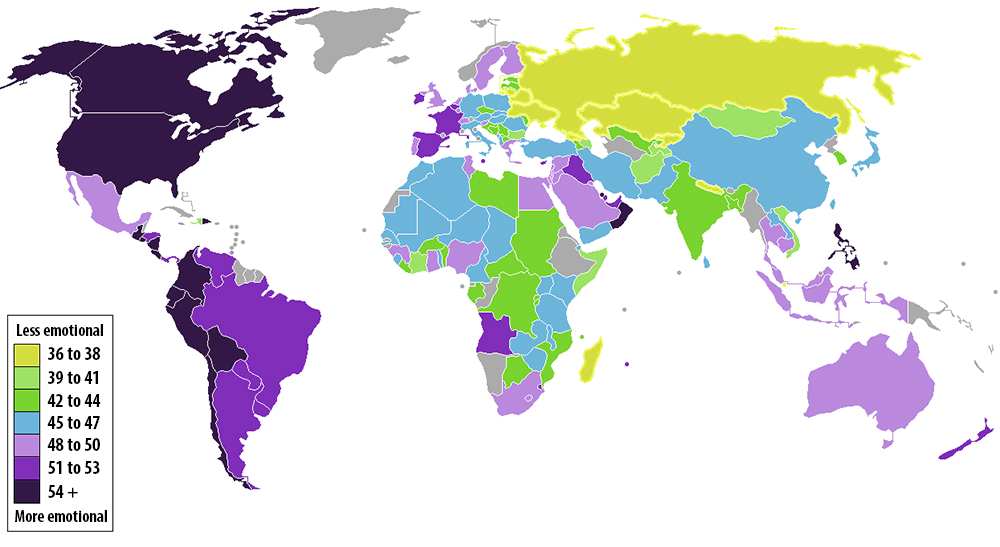 Less emotional
36 to 38
39 to 41
42 to 44
45 to 47
48 to 50
51 to 53
54 +
More emotional